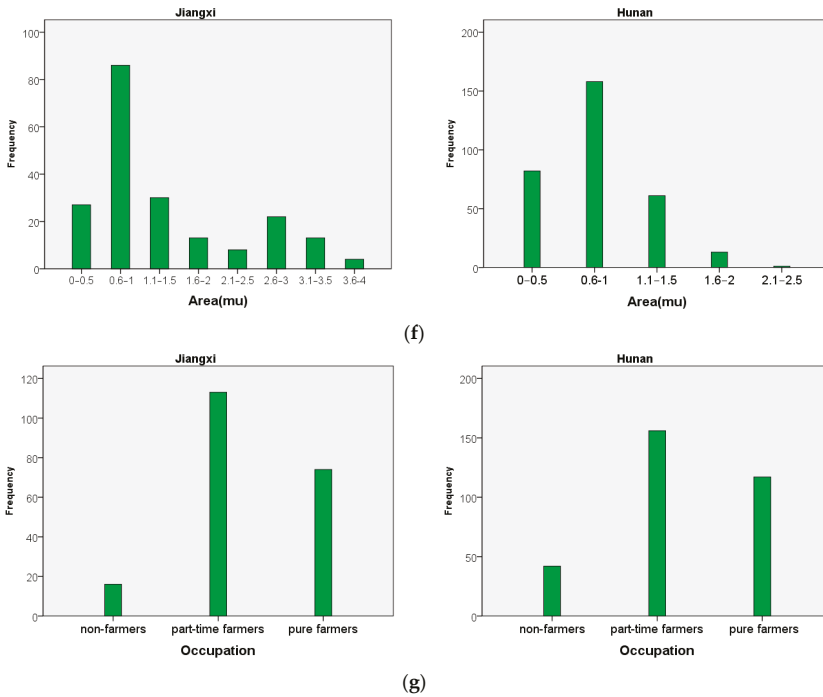 Jiangxi
Frequency
100
80
60
40
20
0
0–0.5 0.6-1 1.1–1.5 1.6–2 2.1–2.5 2.6–3 3.1–3.5 3.6-4
Area(mu)
Hunan
Frequency
200
150
100
50
0
0–0.5 0.6-1 1.1–1.5 1.6–2 2.1–2.5
Area(mu)
(f)
Jiangxi
Frequency
120
100
80
60
40
20
0
non-farmers part-time farmers pure farmers
Occupation
Hunan
Frequency
200
150
100
50
0
non-farmers part-time farmers pure farmers
Occupation
(g)